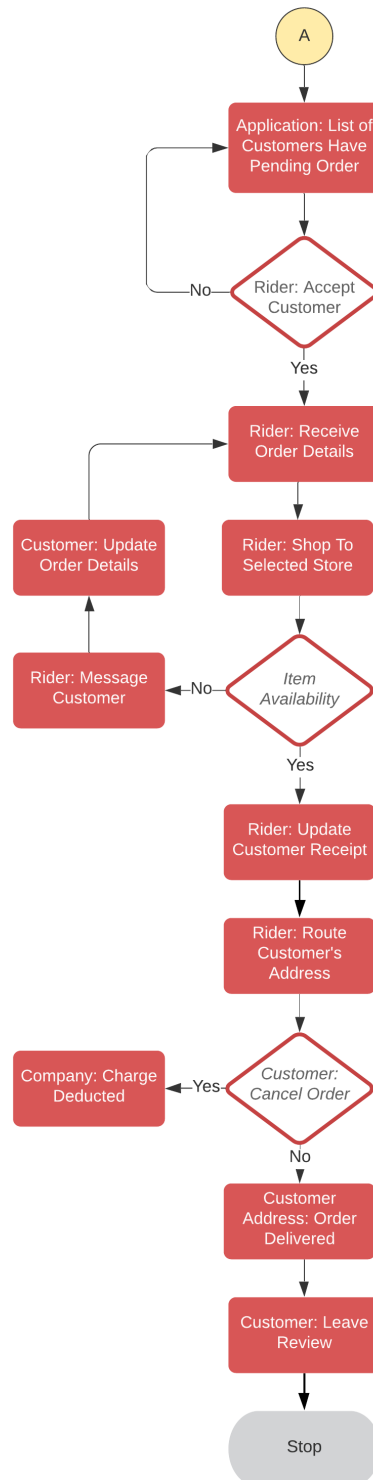 A
Application: List of
Customers Have
Pending Order
Rider: Accept
Customer
No
Yes
Rider: Receive
Order Details
Customer: Update
Order Details
Rider: Shop To
Selected Store
Rider: Message
Customer
No
Item
Availability
Yes
Rider: Update
Customer Receipt
Rider: Route
Customer's
Address
Company: Charge
Deducted
Yes
Customer:
Cancel Order
No
Customer
Address: Order
Delivered
Customer: Leave
Review
Stop